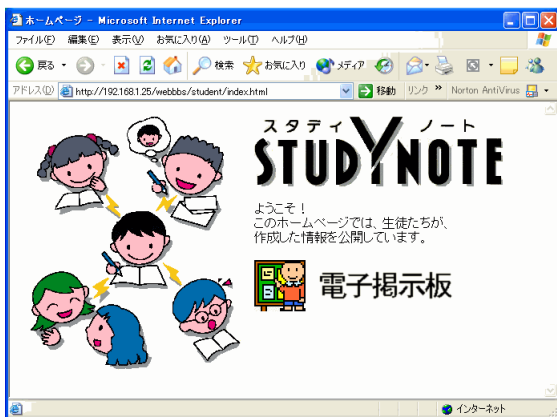 ホームページ - Microsoft Internet Explorer
ファイル(F) 編集(E) 表示(V) お気に入り(A) ツール(T) ヘルプ(H)
戻る 検索 お気に入り メディア
アドレス(D) http://192.168.1.25/webbbs/student/index.html 移動 リンク » Norton AntiVirus
スタディ ノート
STUDYNOTE
ようこそ！
このホームページでは、生徒たちが、
作成した情報を公開しています。
電子掲示板
インターネット